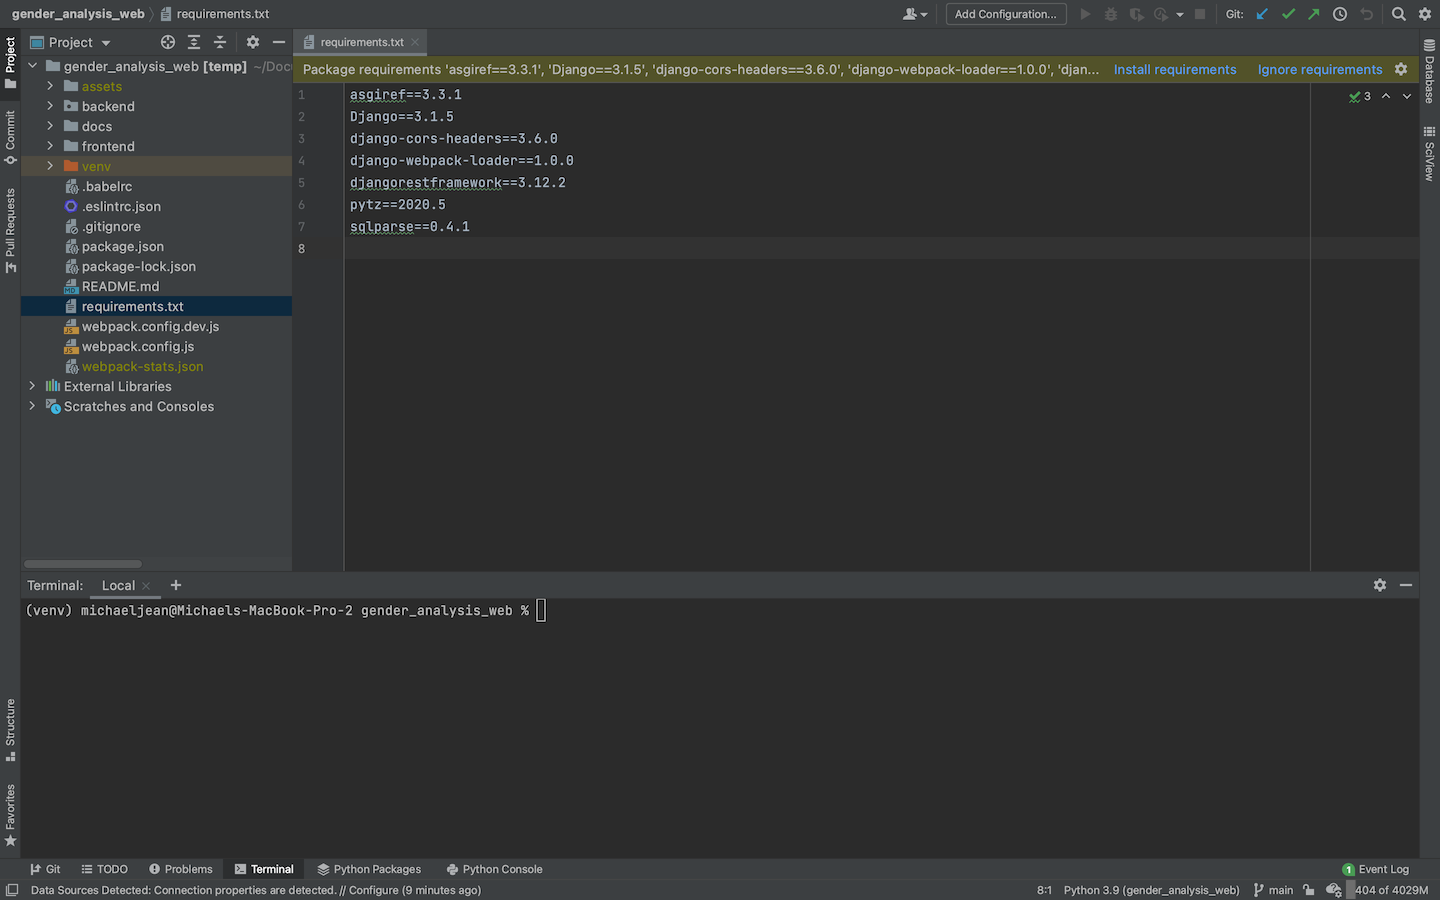 gender_analysis_web requirements.txt
Add Configuration...
Git:
Project
requirements.txt
Package requirements 'asgiref==3.3.1', 'Django==3.1.5', 'django-cors-headers==3.6.0', 'django-webpack-loader==1.0.0', 'djan... Install requirements Ignore requirements
Project
Commit
Pull Requests
Structure
Favorites
gender_analysis_web [temp] ~/Doc
assets
backend
docs
frontend
venv
.babelrc
.eslintrc.json
.gitignore
package.json
package-lock.json
README.md
requirements.txt
webpack.config.dev.js
webpack.config.js
webpack-stats.json
External Libraries
Scratches and Consoles
1 asgiref==3.3.1
2 Django==3.1.5
3 django-cors-headers==3.6.0
4 django-webpack-loader==1.0.0
5 djangorestframework==3.12.2
6 pytz==2020.5
7 sqlparse==0.4.1
8
3
Database
SciView
Terminal: Local
(venv) michaeljean@Michaels-MacBook-Pro-2 gender_analysis_web %
Git TODO Problems Terminal Python Packages Python Console 1 Event Log
Data Sources Detected: Connection properties are detected. // Configure (9 minutes ago) 8:1 Python 3.9 (gender_analysis_web) main 404 of 4029M